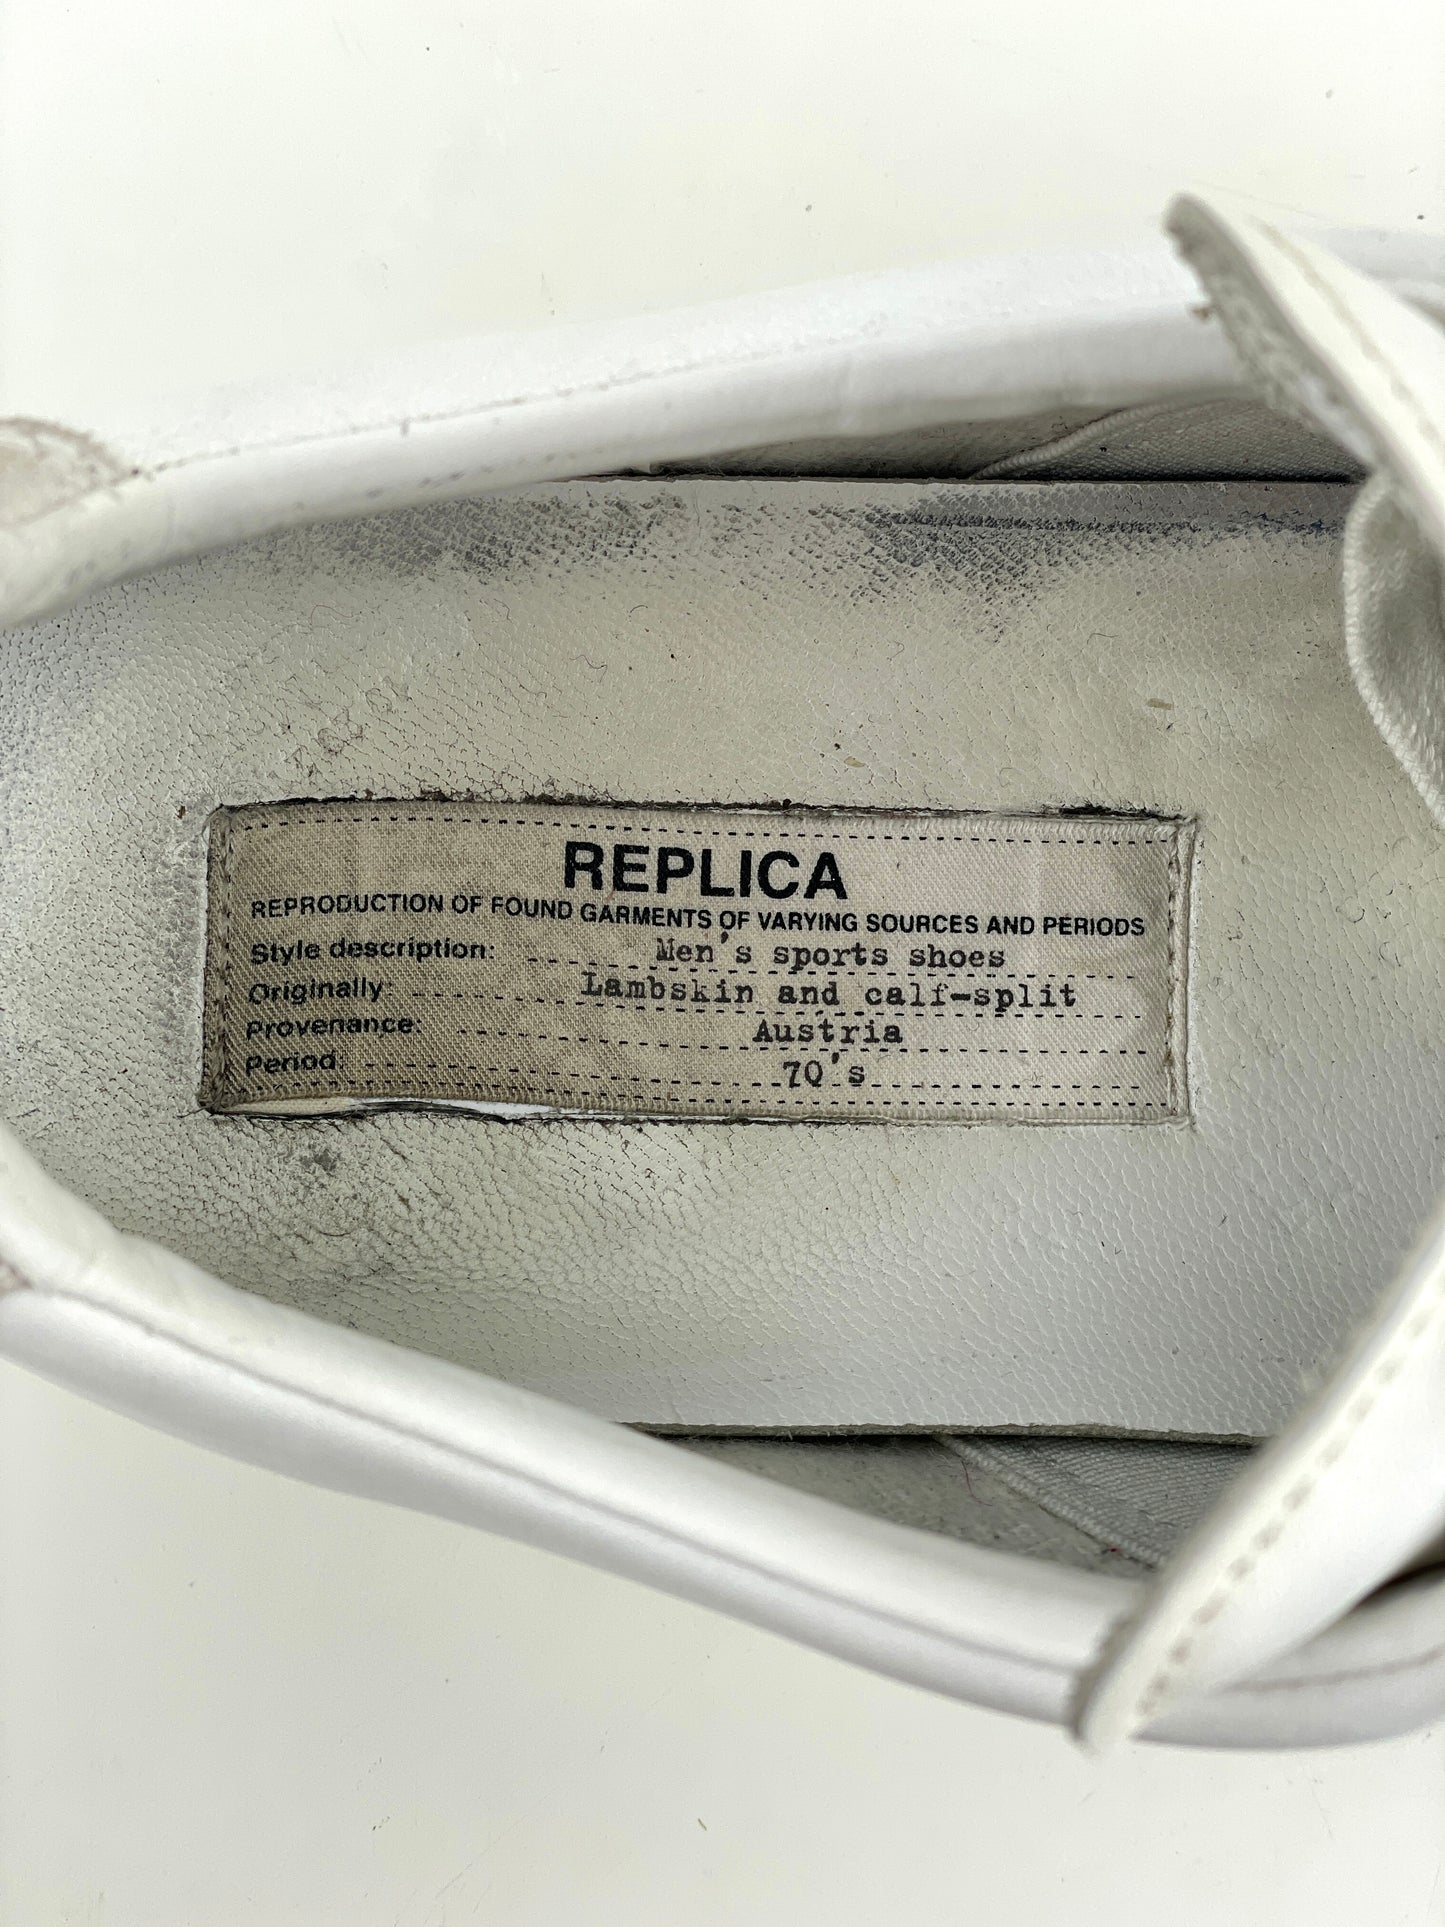 REPLICA
REPRODUCTION OF FOUND GARMENTS OF VARYING SOURCES AND PERIODS
Style description: Men's sports shoes
Originally: Lambskin and calf-split
Provenance: Austria
Period: 70's